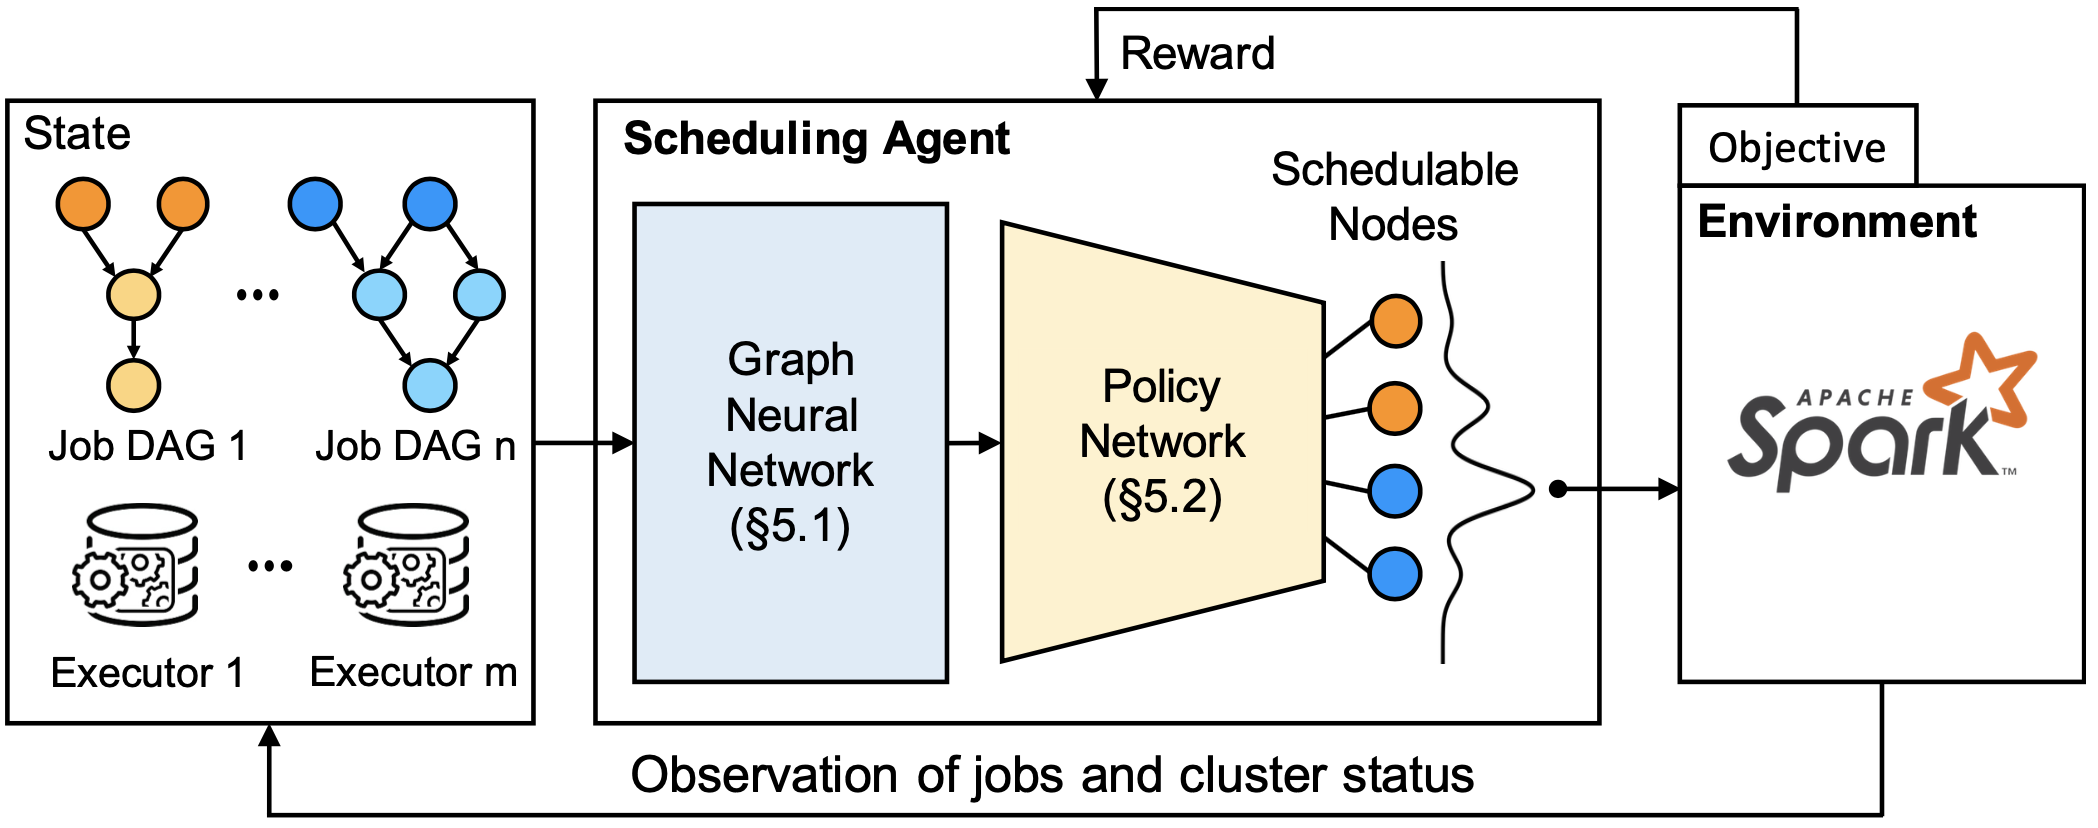 Reward
State
Job DAG 1
Job DAG n
Executor 1
Executor m
Scheduling Agent
Graph
Neural
Network
(§5.1)
Policy
Network
(§5.2)
Schedulable
Nodes
Objective
Environment
APACHE
Spark™
Observation of jobs and cluster status